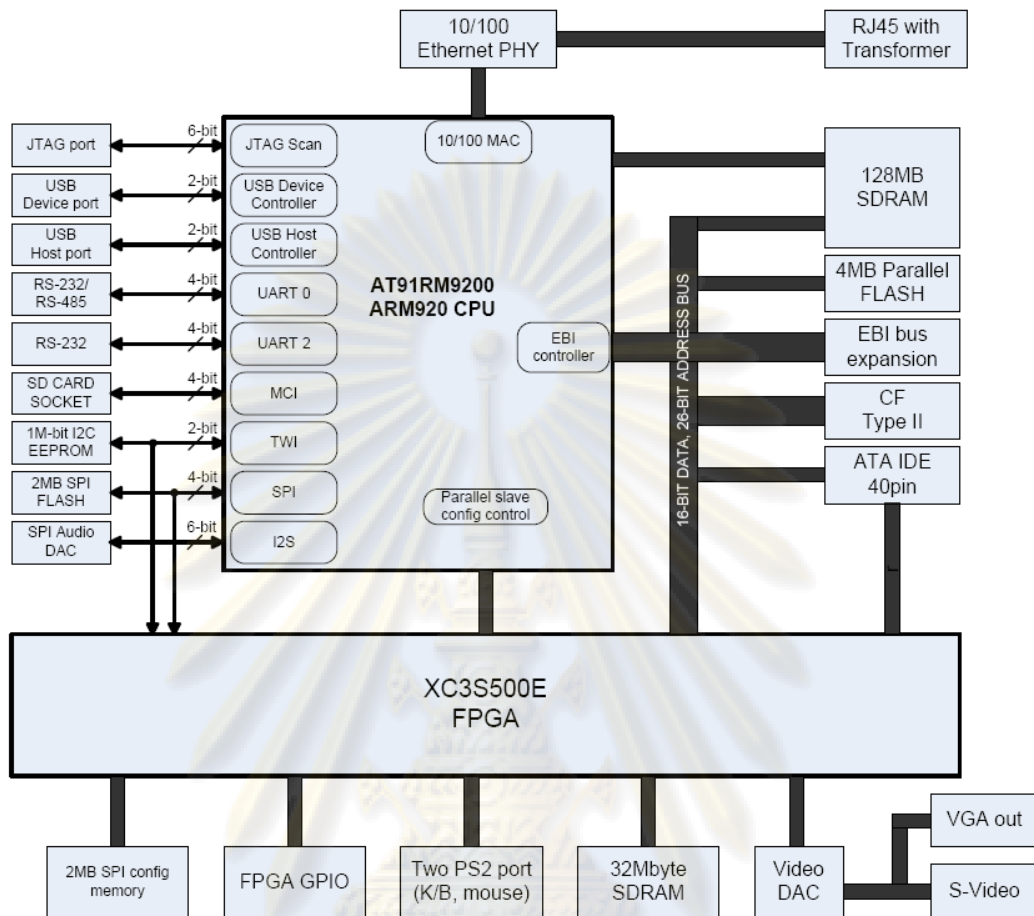 10/100
Ethernet PHY
RJ45 with
Transformer
JTAG port
6-bit
JTAG Scan
10/100 MAC
128MB
SDRAM
USB
Device port
2-bit
USB Device
Controller
USB
Host port
2-bit
USB Host
Controller
AT91RM9200
ARM920 CPU
RS-232/
RS-485
4-bit
UART 0
4MB Parallel
FLASH
RS-232
4-bit
UART 2
EBI
controller
EBI bus
expansion
SD CARD
SOCKET
4-bit
MCI
CF
Type II
1M-bit I2C
EEPROM
2-bit
TWI
16-BIT DATA, 26-BIT ADDRESS BUS
ATA IDE
40pin
2MB SPI
FLASH
4-bit
SPI
Parallel slave
config control
SPI Audio
DAC
6-bit
I2S
r
XC3S500E
FPGA
2MB SPI config
memory
FPGA GPIO
Two PS2 port
(K/B, mouse)
32Mbyte
SDRAM
Video
DAC
VGA out
S-Video